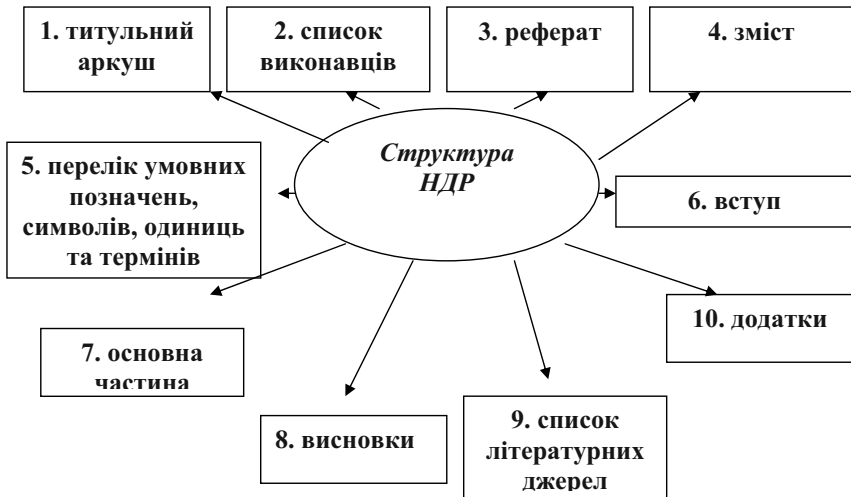 1. титульний
аркуш
2. список
виконавців
3. реферат
4. зміст
Структура
НДР
5. перелік умовних
позначень,
символів, одиниць
та термінів
6. вступ
7. основна
частина
8. висновки
9. список
літературних
джерел
10. додатки